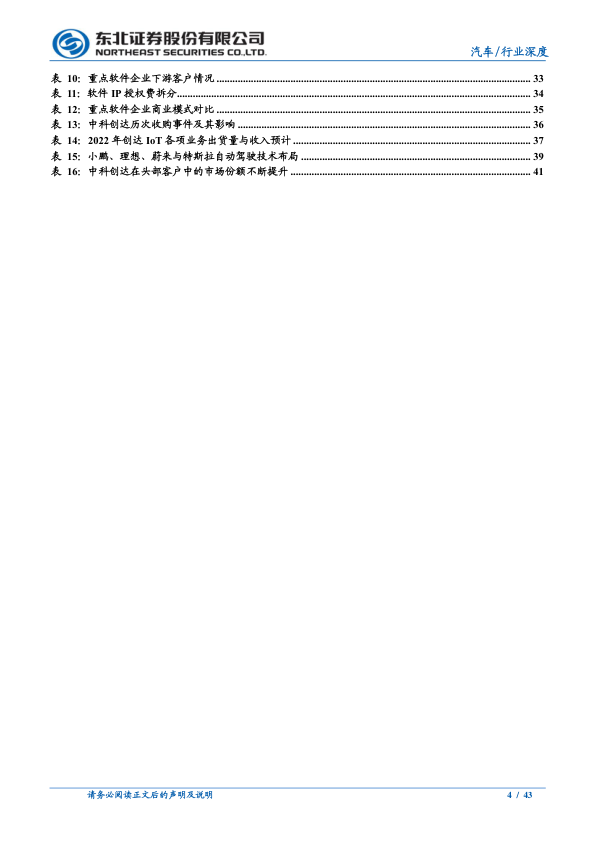 东北证券股份有限公司
NORTHEAST SECURITIES CO.,LTD.
汽车/行业深度
表 10：重点软件企业下游客户情况 33
表 11：软件 IP 授权费拆分 34
表 12：重点软件企业商业模式对比 35
表 13：中科创达历次收购事件及其影响 36
表 14：2022 年创达 IoT 各项业务出货量与收入预计 37
表 15：小鹏、理想、蔚来与特斯拉自动驾驶技术布局 39
表 16：中科创达在头部客户中的市场份额不断提升 41
请务必阅读正文后的声明及说明
4 / 43